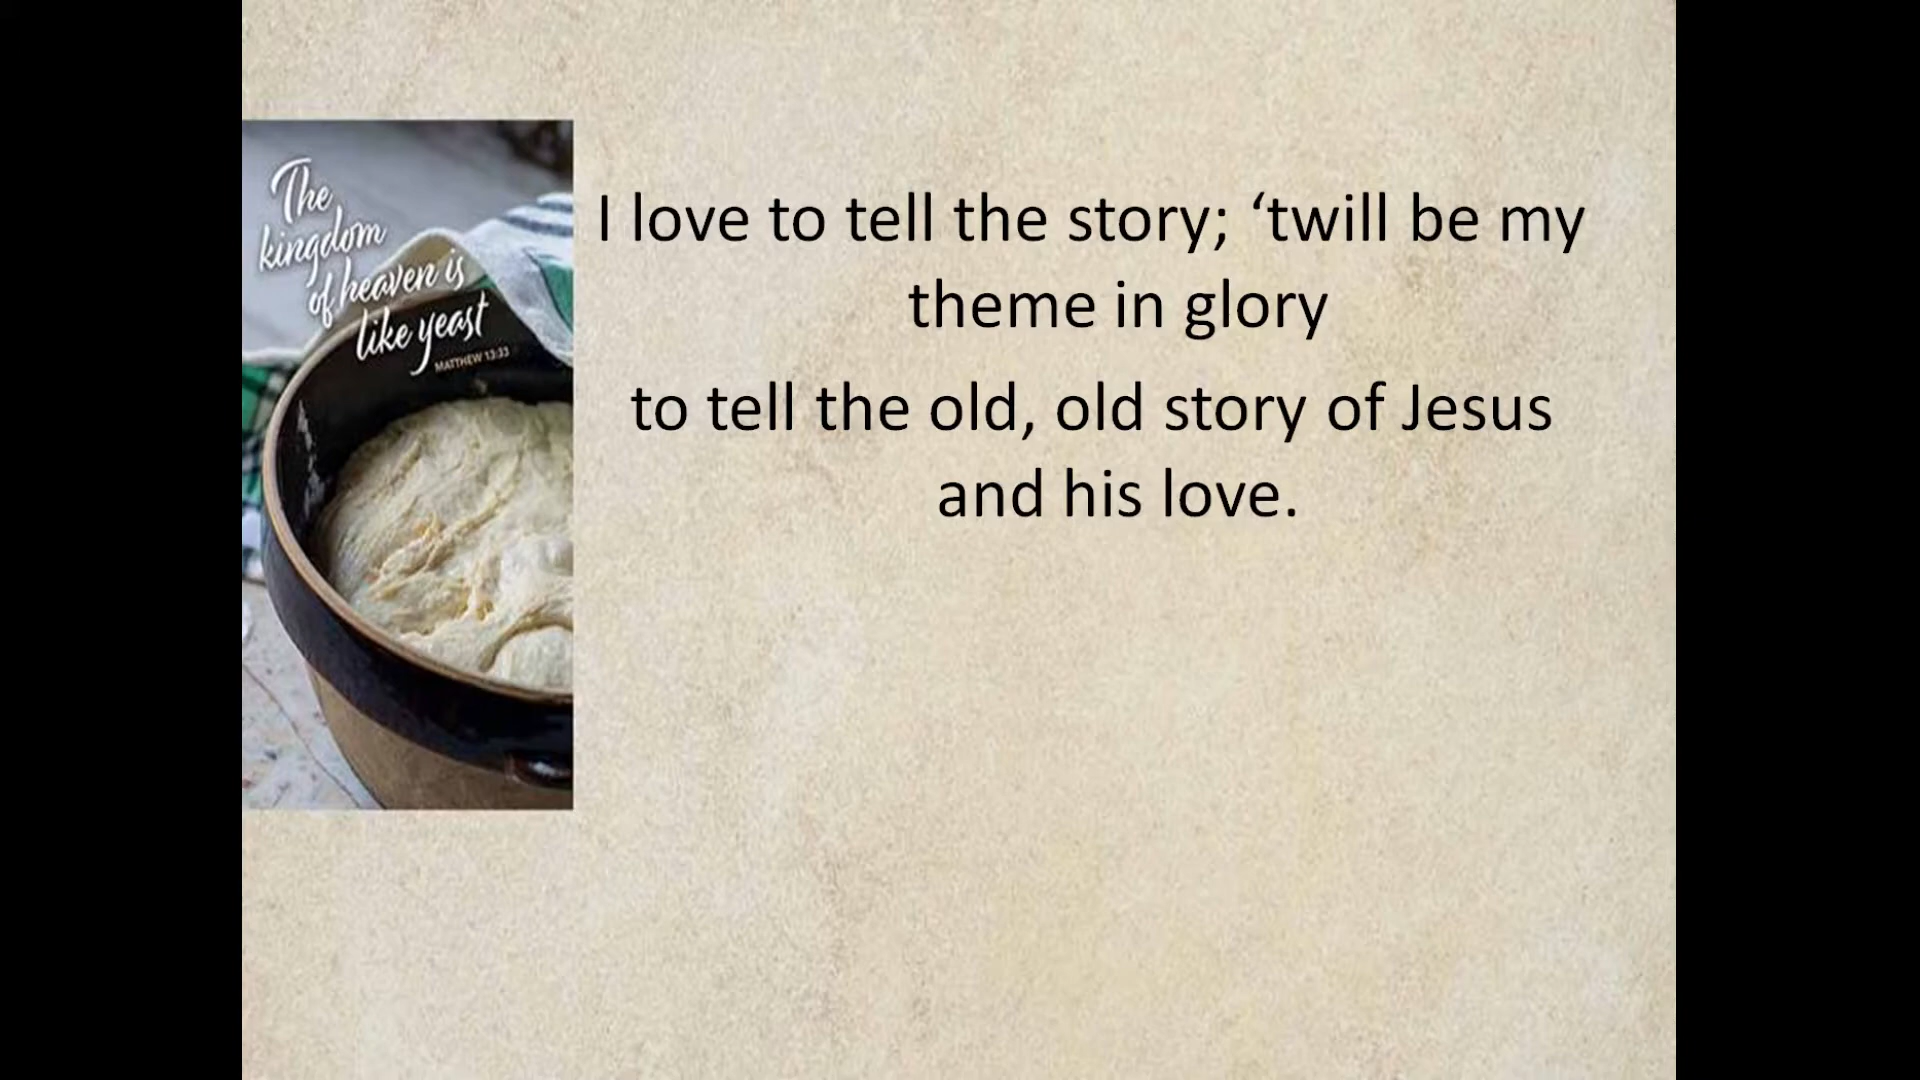 The
kingdom
of heaven is
like yeast
MATTHEW 13:33
I love to tell the story; ‘twill be my
theme in glory
to tell the old, old story of Jesus
and his love.